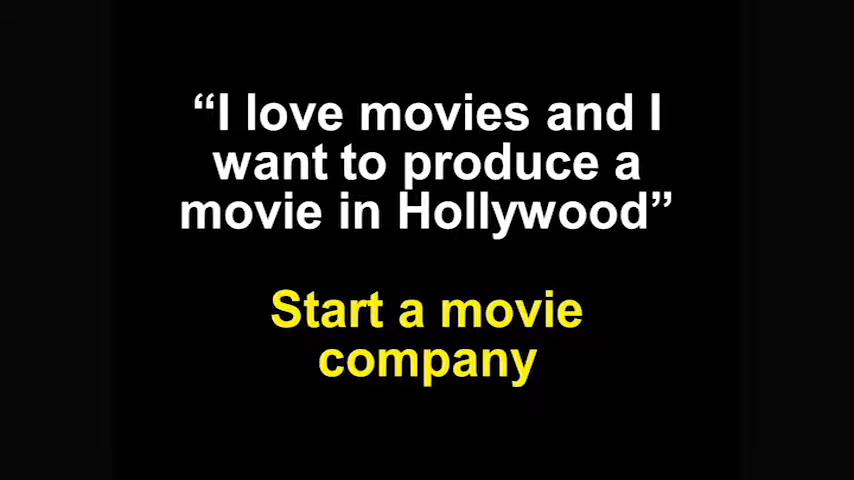 “I love movies and I
want to produce a
movie in Hollywood”
Start a movie
company